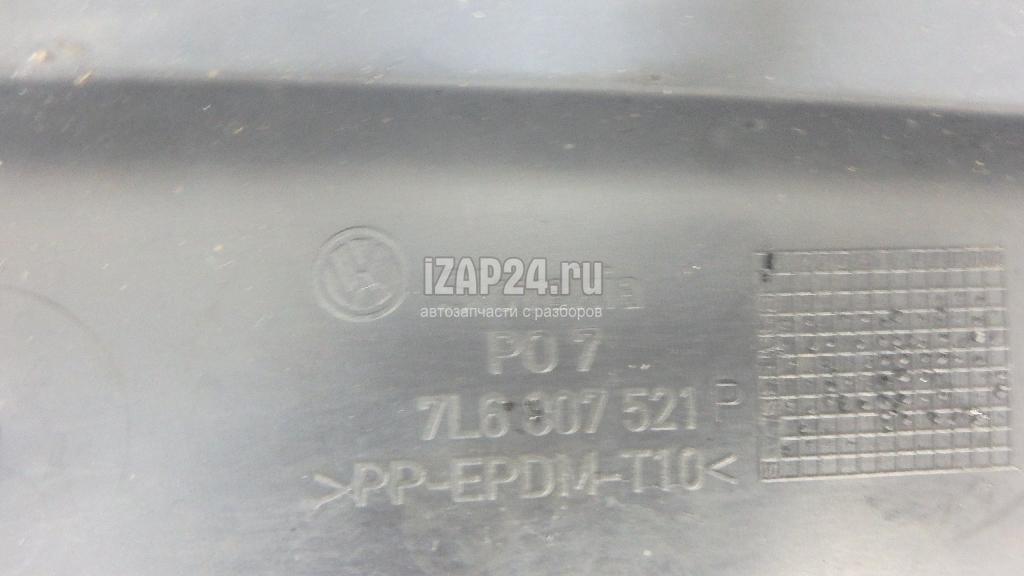 iZAP24.ru
автозапчасти с разборов
PO 7
7L6 807 521 P
>PP-EPDM-T10<